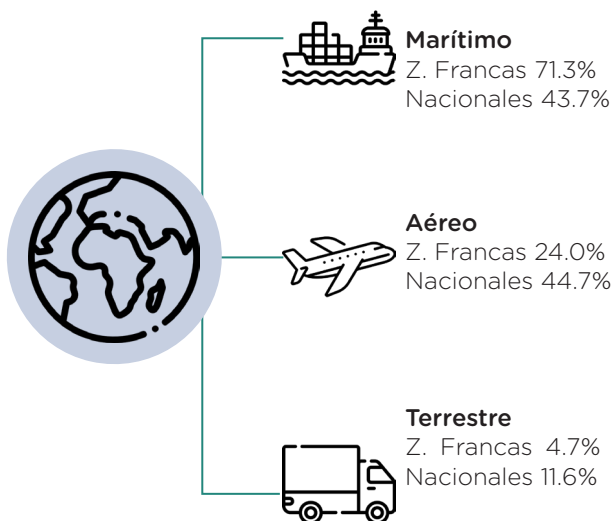 Marítimo
Z. Francas 71.3%
Nacionales 43.7%
Aéreo
Z. Francas 24.0%
Nacionales 44.7%
Terrestre
Z. Francas 4.7%
Nacionales 11.6%